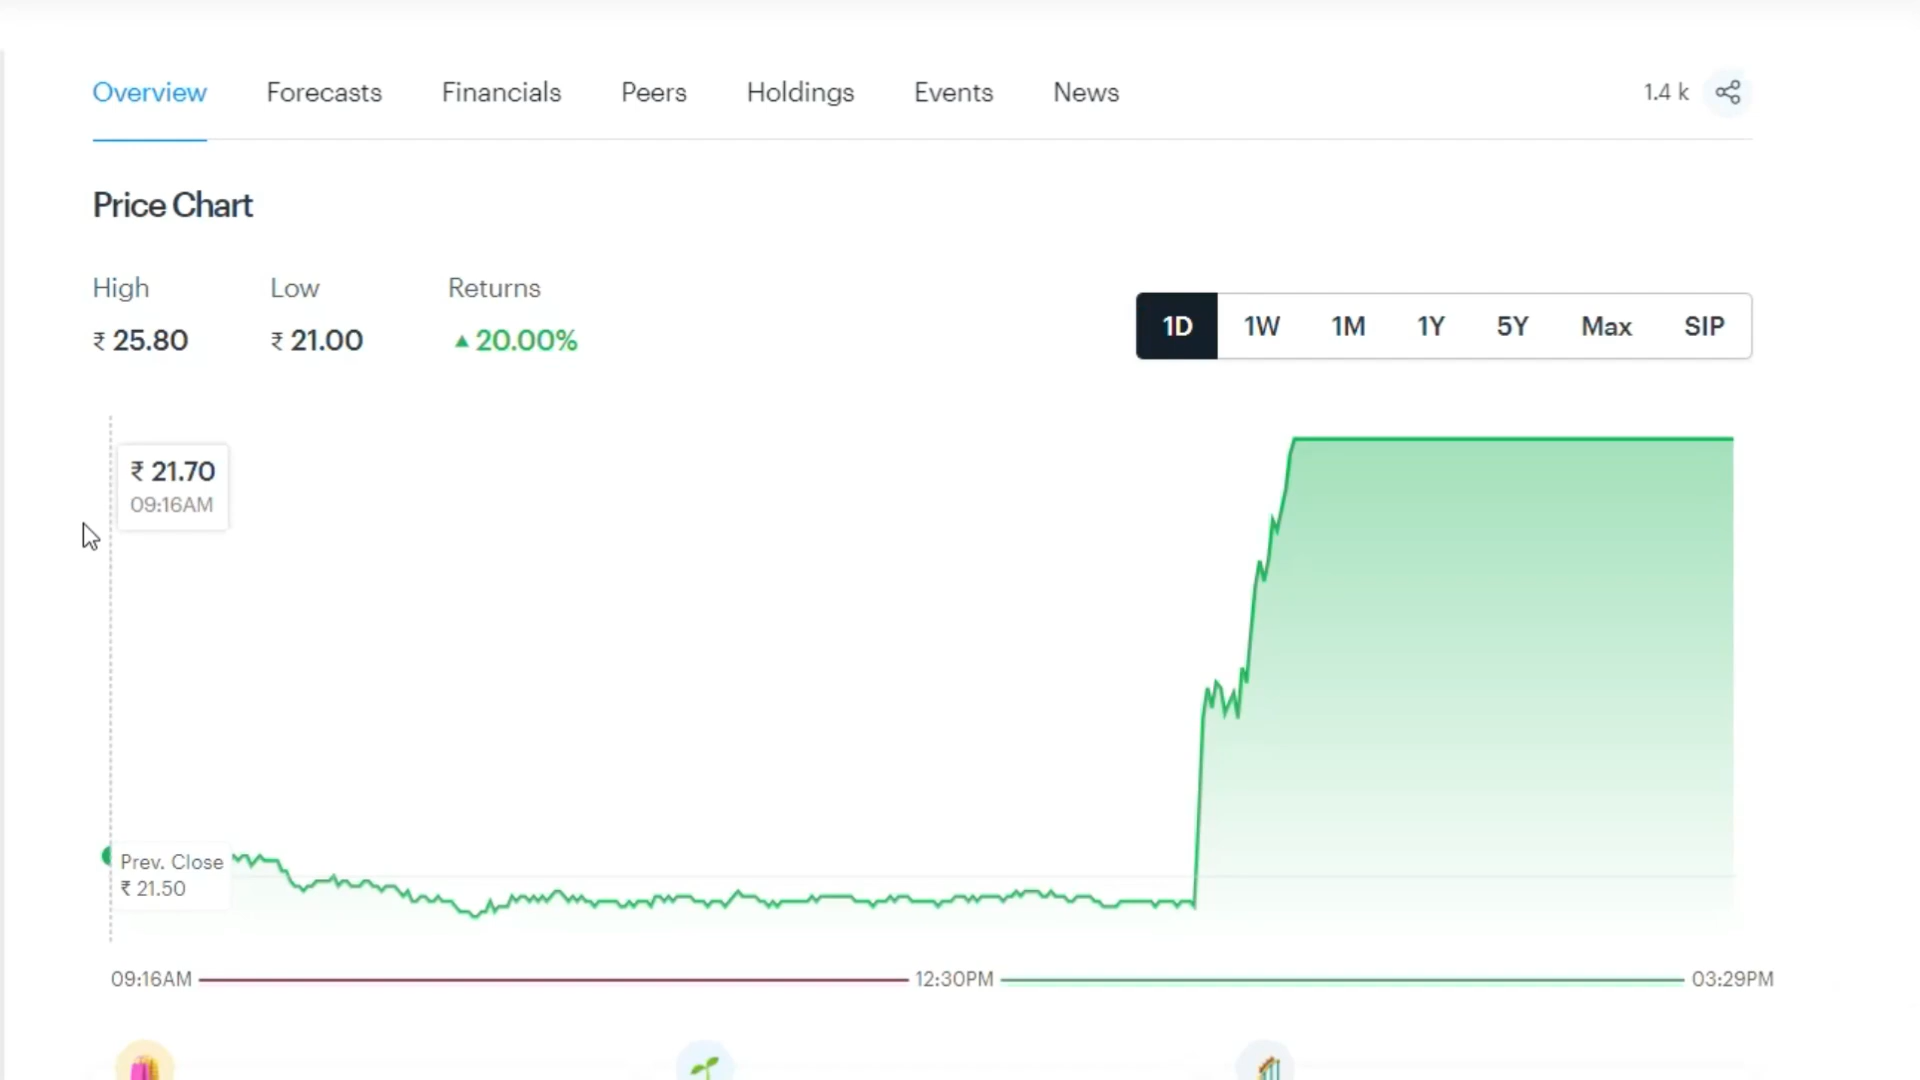 Overview Forecasts Financials Peers Holdings Events News 1.4 k
Price Chart
High Low Returns
₹ 25.80 ₹ 21.00 ▲ 20.00%
1D 1W 1M 1Y 5Y Max SIP
₹ 21.70
09:16AM
Prev. Close
₹ 21.50
09:16AM 12:30PM 03:29PM